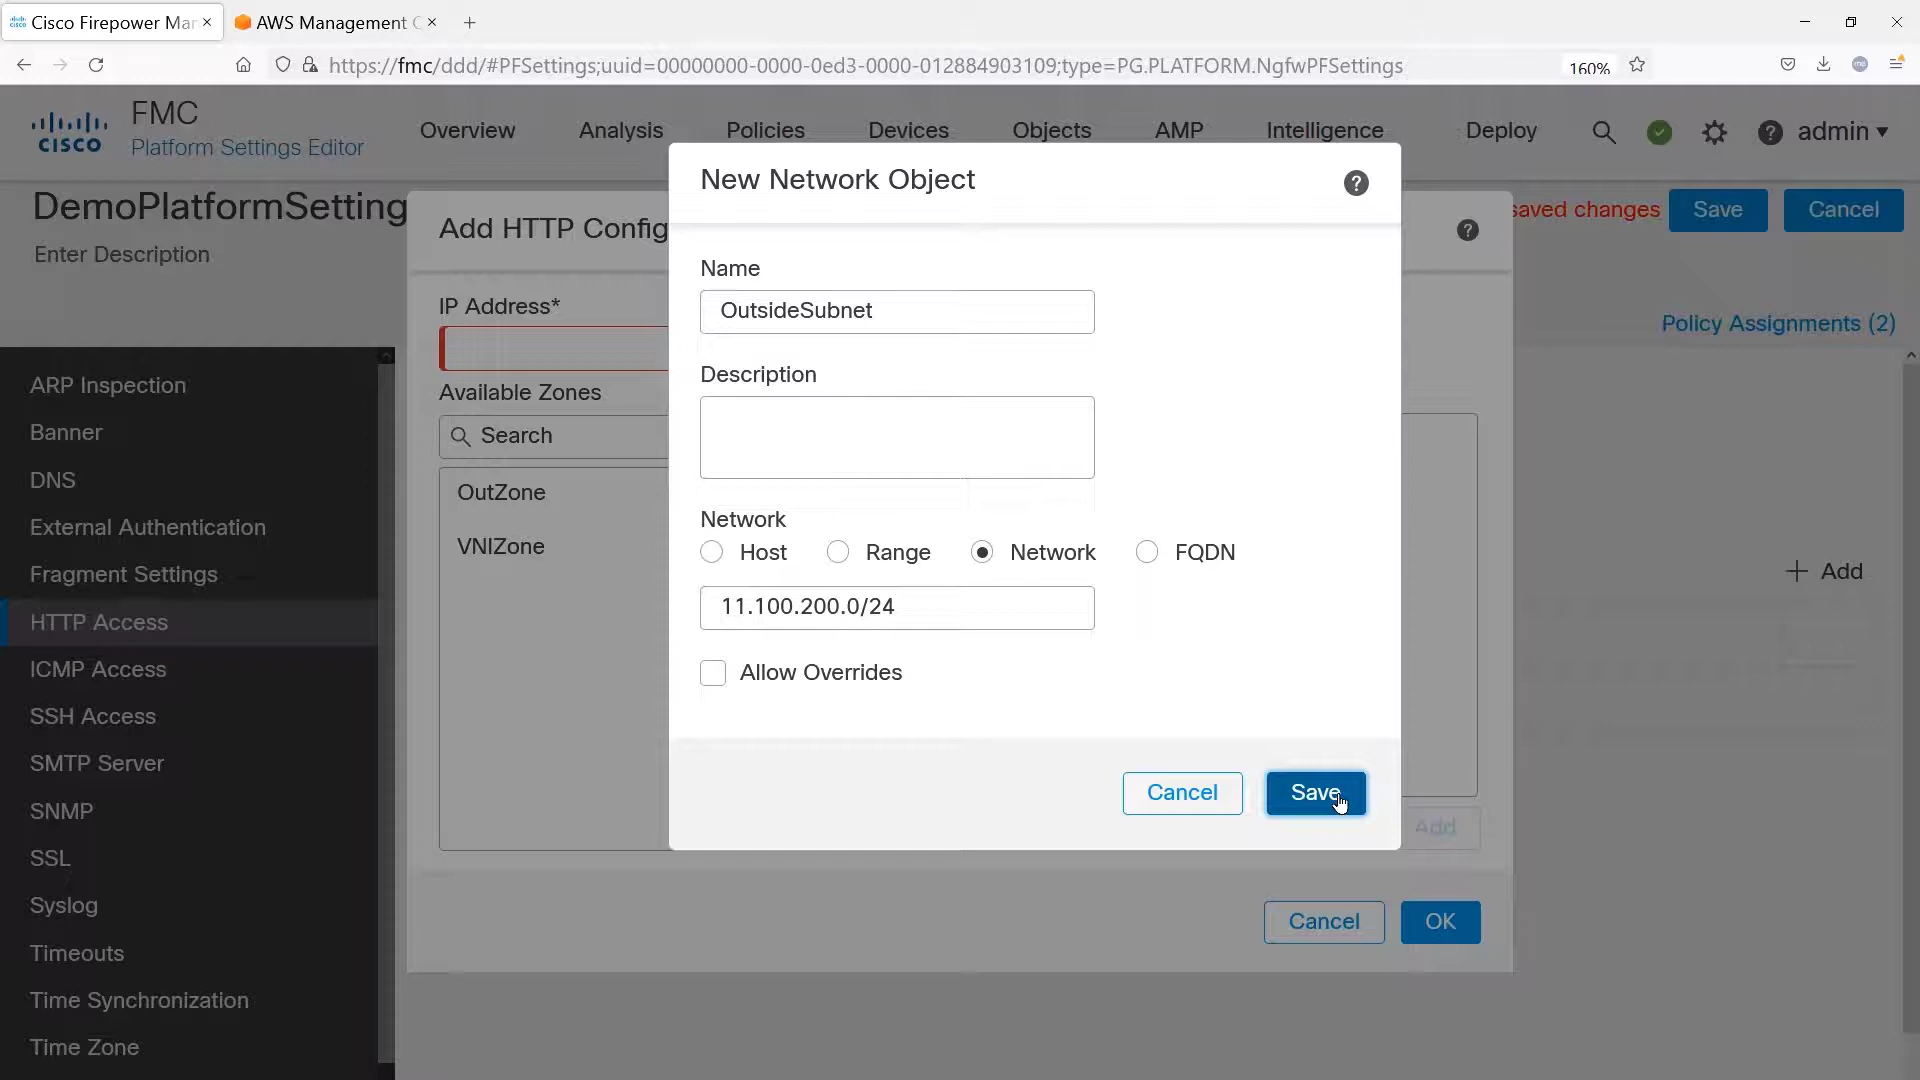 Cisco Firepower Mar
AWS Management C
https://fmc/ddd/#PFSettings;uuid=00000000-0000-0ed3-0000-012884903109;type=PG.PLATFORM.NgfwPFSettings
160%
cisco
FMC
Platform Settings Editor
Overview
Analysis
Policies
Devices
Objects
AMP
Intelligence
Deploy
admin
DemoPlatformSetting
Enter Description
saved changes
Save
Cancel
Policy Assignments (2)
ARP Inspection
Banner
DNS
External Authentication
Fragment Settings
HTTP Access
ICMP Access
SSH Access
SMTP Server
SNMP
SSL
Syslog
Timeouts
Time Synchronization
Time Zone
Add HTTP Config
IP Address*
Available Zones
Search
OutZone
VNIZone
Add
Cancel
OK
+ Add
New Network Object
Name
OutsideSubnet
Description
Network
Host
Range
Network
FQDN
11.100.200.0/24
Allow Overrides
Cancel
Save